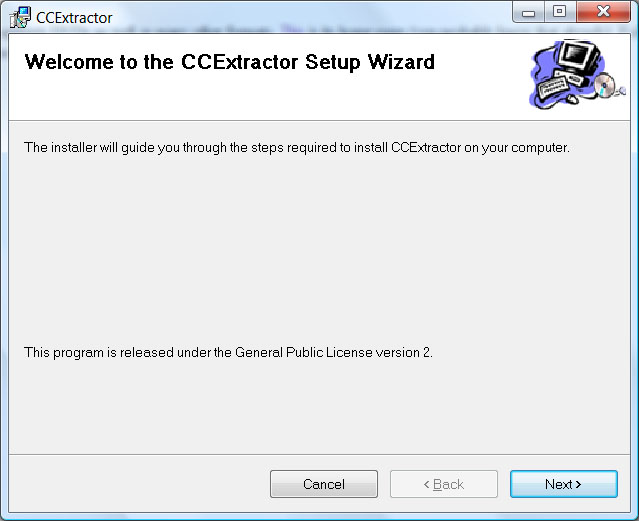 CCExtractor
Welcome to the CCExtractor Setup Wizard
The installer will guide you through the steps required to install CCExtractor on your computer.
This program is released under the General Public License version 2.
Cancel
< Back
Next >